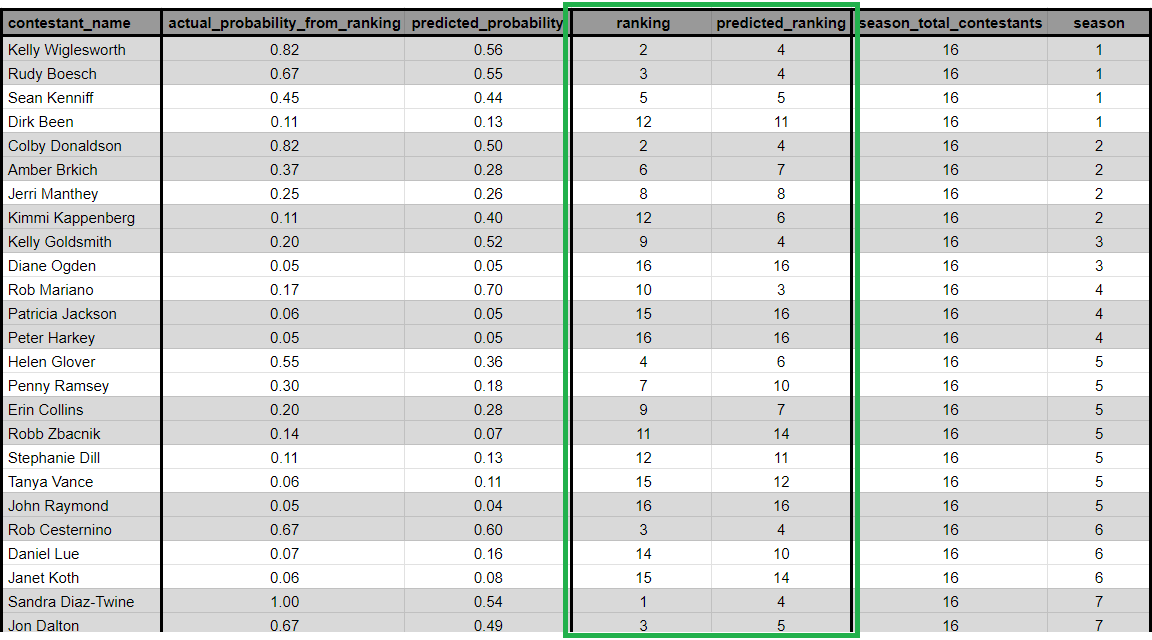 contestant_name actual_probability_from_ranking predicted_probability ranking predicted_ranking season_total_contestants season
Kelly Wiglesworth 0.82 0.56 2 4 16 1
Rudy Boesch 0.67 0.55 3 4 16 1
Sean Kenniff 0.45 0.44 5 5 16 1
Dirk Been 0.11 0.13 12 11 16 1
Colby Donaldson 0.82 0.50 2 4 16 2
Amber Brkich 0.37 0.28 6 7 16 2
Jerri Manthey 0.25 0.26 8 8 16 2
Kimmi Kappenberg 0.11 0.40 12 6 16 2
Kelly Goldsmith 0.20 0.52 9 4 16 3
Diane Ogden 0.05 0.05 16 16 16 3
Rob Mariano 0.17 0.70 10 3 16 4
Patricia Jackson 0.06 0.05 15 16 16 4
Peter Harkey 0.05 0.05 16 16 16 4
Helen Glover 0.55 0.36 4 6 16 5
Penny Ramsey 0.30 0.18 7 10 16 5
Erin Collins 0.20 0.28 9 7 16 5
Robb Zbacnik 0.14 0.07 11 14 16 5
Stephanie Dill 0.11 0.13 12 11 16 5
Tanya Vance 0.06 0.11 15 12 16 5
John Raymond 0.05 0.04 16 16 16 5
Rob Cesternino 0.67 0.60 3 4 16 6
Daniel Lue 0.07 0.16 14 10 16 6
Janet Koth 0.06 0.08 15 14 16 6
Sandra Diaz-Twine 1.00 0.54 1 4 16 7
Jon Dalton 0.67 0.49 3 5 16 7